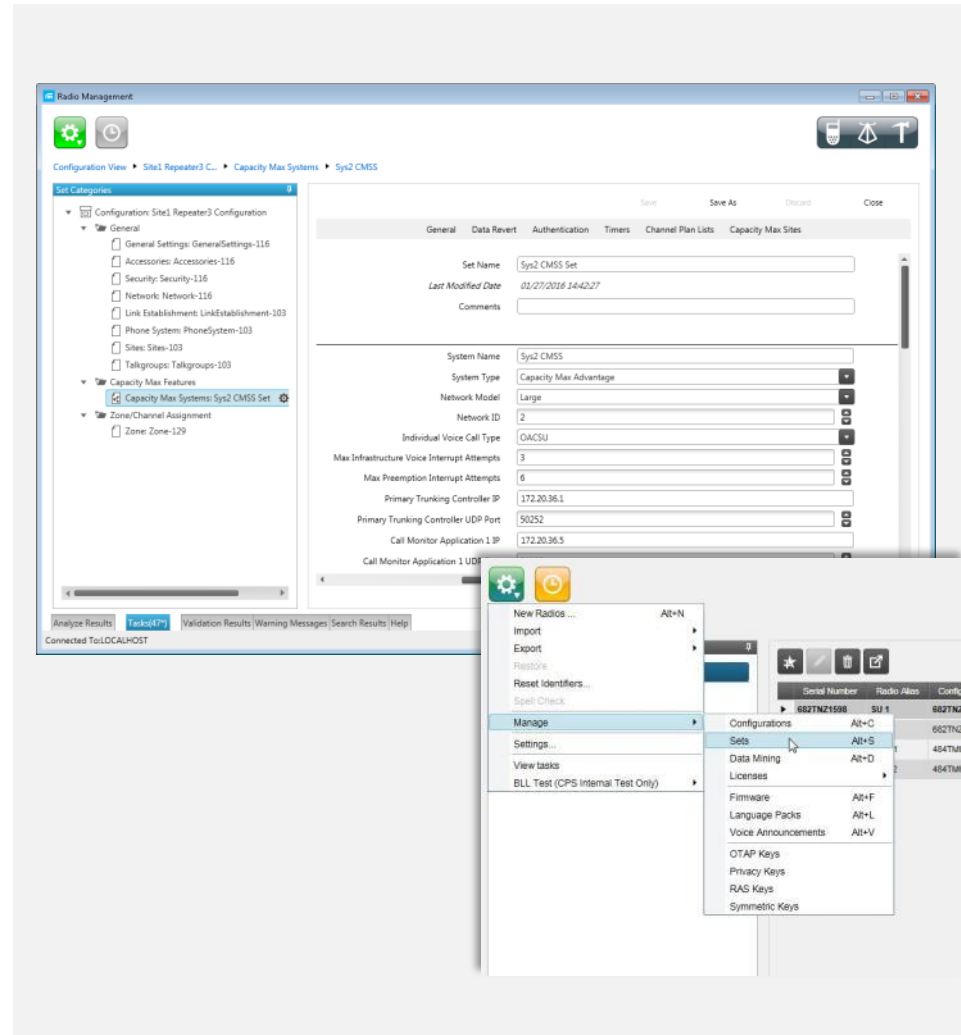 Radio Management
Configuration View ▸ Site1 Repeater3 C... ▸ Capacity Max Systems ▸ Sys2 CMSS
Set Categories
Configuration: Site1 Repeater3 Configuration
General
General Settings: GeneralSettings-116
Accessories: Accessories-116
Security: Security-116
Network: Network-116
Link Establishment: LinkEstablishment-103
Phone System: PhoneSystem-103
Sites: Sites-103
Talkgroups: Talkgroups-103
Capacity Max Features
Capacity Max Systems: Sys2 CMSS Set
Zone/Channel Assignment
Zone: Zone-129
Save Save As Discard Close
General Data Revert Authentication Timers Channel Plan Lists Capacity Max Sites
Set Name Sys2 CMSS Set
Last Modified Date 01/27/2016 14:42:27
Comments
System Name Sys2 CMSS
System Type Capacity Max Advantage
Network Model Large
Network ID 2
Individual Voice Call Type OACSU
Max Infrastructure Voice Interrupt Attempts 3
Max Preemption Interrupt Attempts 6
Primary Trunking Controller IP 172.20.36.1
Primary Trunking Controller UDP Port 50252
Call Monitor Application 1 IP 172.20.36.5
Call Monitor Application 1
Analyze Results Tasks(47*) Validation Results Warning Messages Search Results Help
Connected To:LOCALHOST
New Radios ... Alt+N
Import
Export
Restore
Reset Identifiers...
Spell Check
Manage
Settings...
View tasks
BLL Test (CPS Internal Test Only)
Configurations Alt+C
Sets Alt+S
Data Mining Alt+D
Licenses
Firmware Alt+F
Language Packs Alt+L
Voice Announcements Alt+V
OTAP Keys
Privacy Keys
RAS Keys
Symmetric Keys
Serial Number Radio Alias
682TNZ1598 SU 1